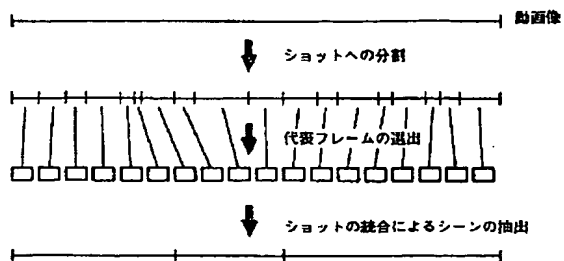 動画像
ショットへの分割
代表フレームの選出
ショットの統合によるシーンの抽出